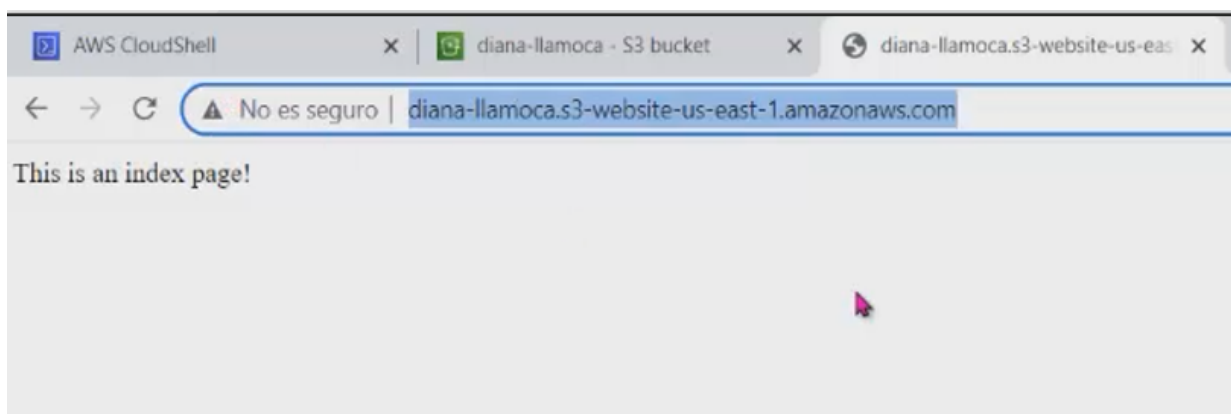 AWS CloudShell
diana-llamoca - S3 bucket
diana-llamoca.s3-website-us-eas
No es seguro | diana-llamoca.s3-website-us-east-1.amazonaws.com
This is an index page!